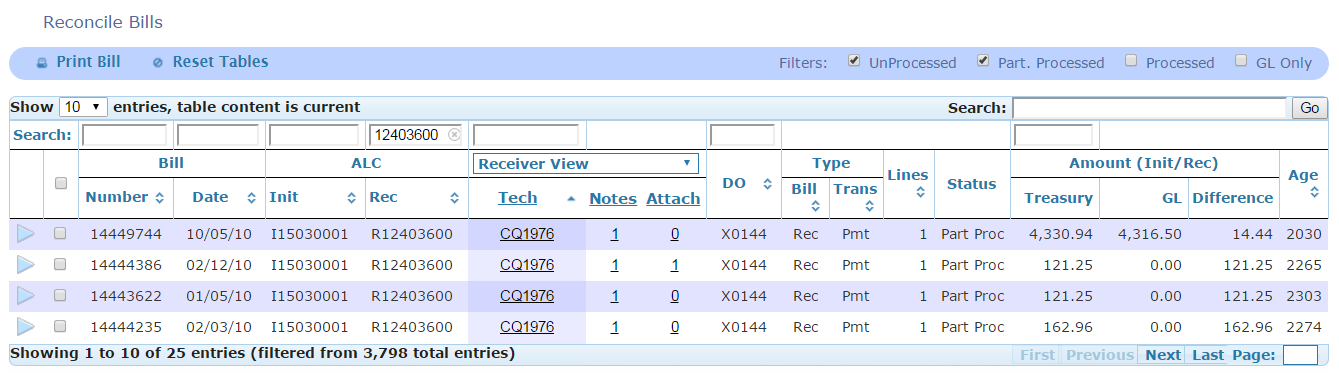 Reconcile Bills
Print Bill Reset Tables Filters: UnProcessed Part. Processed Processed GL Only
Show 10 entries, table content is current Search: Go
Search: 12403600
Bill ALC Receiver View DO Type Lines Status Amount (Init/Rec) Age
Number Date Init Rec Tech Notes Attach Bill Trans Treasury GL Difference
14449744 10/05/10 I15030001 R12403600 CQ1976 1 0 X0144 Rec Pmt 1 Part Proc 4,330.94 4,316.50 14.44 2030
14444386 02/12/10 I15030001 R12403600 CQ1976 1 1 X0144 Rec Pmt 1 Part Proc 121.25 0.00 121.25 2265
14443622 01/05/10 I15030001 R12403600 CQ1976 1 0 X0144 Rec Pmt 1 Part Proc 121.25 0.00 121.25 2303
14444235 02/03/10 I15030001 R12403600 CQ1976 1 0 X0144 Rec Pmt 1 Part Proc 162.96 0.00 162.96 2274
Showing 1 to 10 of 25 entries (filtered from 3,798 total entries) First Previous Next Last Page: